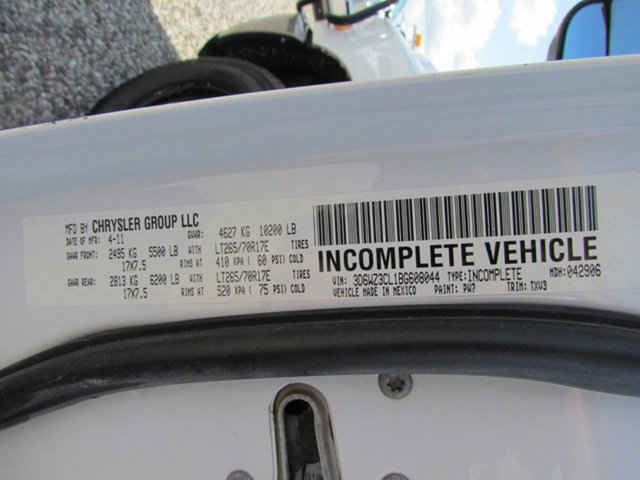 MFD BY CHRYSLER GROUP LLC
DATE OF MFR: 4-11 GVWR: 4627 KG 10200 LB
GAWR FRONT: 2495 KG 5500 LB WITH LT265/70R17E TIRES
17X7.5 RIMS AT 410 KPA ( 60 PSI) COLD
GAWR REAR: 2813 KG 6200 LB WITH LT265/70R17E TIRES
17X7.5 RIMS AT 520 KPA ( 75 PSI) COLD
INCOMPLETE VEHICLE
VIN: 3D6WZ3CL1BG608044 TYPE: INCOMPLETE MDH: 042906
VEHICLE MADE IN MEXICO PAINT: PW7 TRIM: TXV3